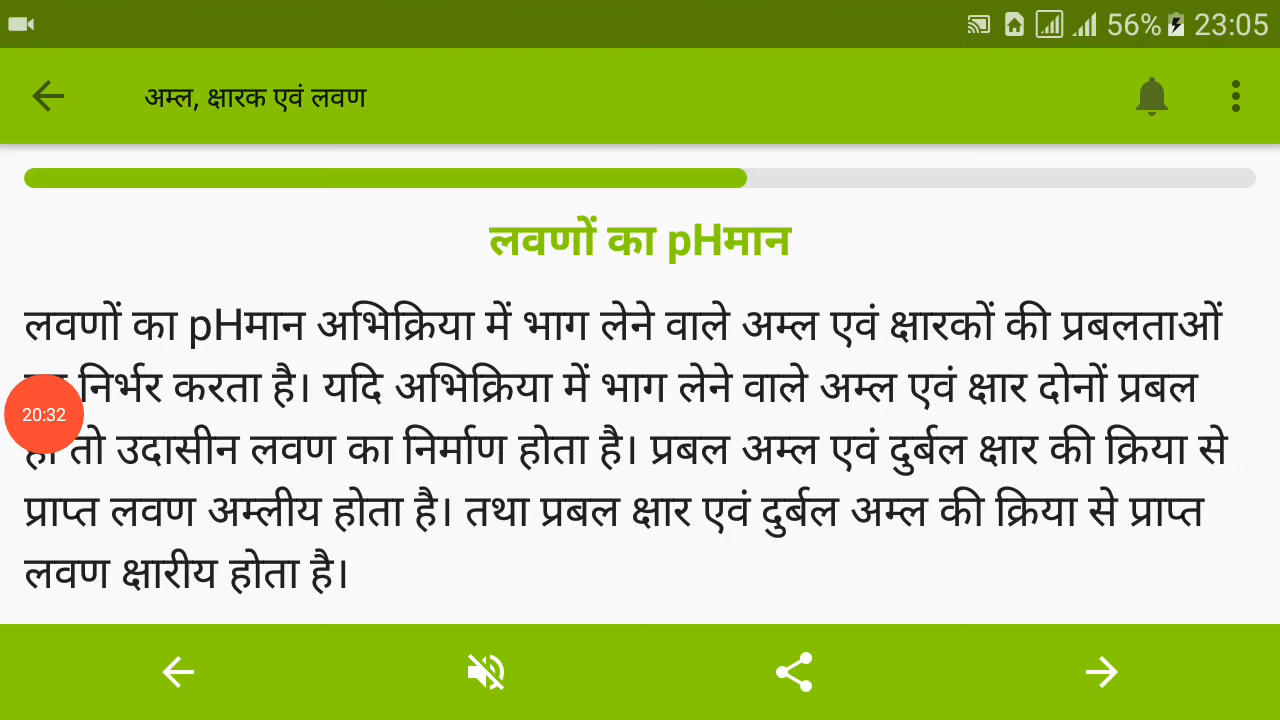 56% 23:05
अम्ल, क्षारक एवं लवण
लवणों का pHमान
लवणों का pHमान अभिक्रिया में भाग लेने वाले अम्ल एवं क्षारकों की प्रबलताओं
निर्भर करता है। यदि अभिक्रिया में भाग लेने वाले अम्ल एवं क्षार दोनों प्रबल
20:32
तो उदासीन लवण का निर्माण होता है। प्रबल अम्ल एवं दुर्बल क्षार की क्रिया से
प्राप्त लवण अम्लीय होता है। तथा प्रबल क्षार एवं दुर्बल अम्ल की क्रिया से प्राप्त
लवण क्षारीय होता है।